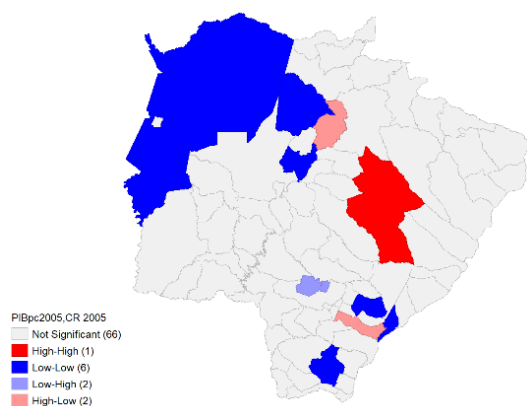 PIBpc2005,CR 2005
Not Significant (66)
High-High (1)
Low-Low (6)
Low-High (2)
High-Low (2)